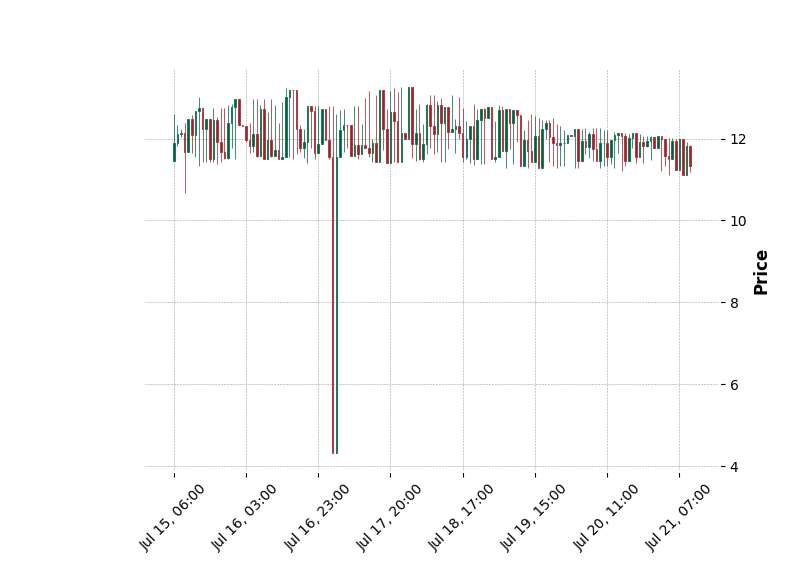 12
10
8
6
4
Price
Jul 15, 06:00
Jul 16, 03:00
Jul 16, 23:00
Jul 17, 20:00
Jul 18, 17:00
Jul 19, 15:00
Jul 20, 11:00
Jul 21, 07:00